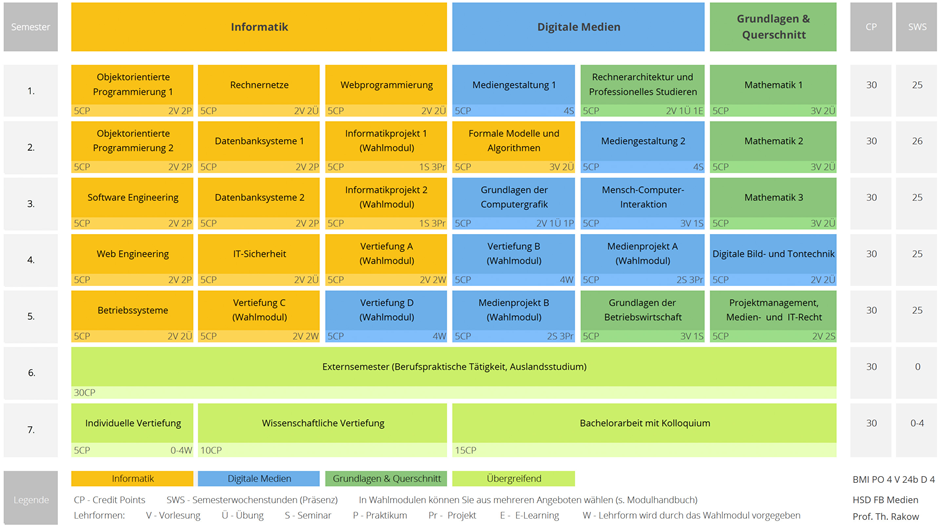 Semester Informatik Digitale Medien Grundlagen & CP SWS
Querschnitt
1. Objektorientierte Rechnernetze Webprogrammierung Mediengestaltung 1 Rechnerarchitektur und Mathematik 1 30 25
Programmierung 1 Professionelles Studieren
5CP 2V 2P 5CP 2V 2Ü 5CP 2V 2Ü 5CP 4S 5CP 2V 1Ü 1E 5CP 3V 2Ü
2. Objektorientierte Datenbanksysteme 1 Informatikprojekt 1 Formale Modelle und Mediengestaltung 2 Mathematik 2 30 26
Programmierung 2 (Wahlmodul) Algorithmen
5CP 2V 2P 5CP 2V 2P 5CP 1S 3Pr 5CP 3V 2Ü 5CP 4S 5CP 3V 2Ü
3. Software Engineering Datenbanksysteme 2 Informatikprojekt 2 Grundlagen der Mensch-Computer- Mathematik 3 30 25
(Wahlmodul) Computergrafik Interaktion
5CP 2V 2P 5CP 2V 2P 5CP 1S 3Pr 5CP 2V 1Ü 1P 5CP 3V 1S 5CP 3V 2Ü
4. Web Engineering IT-Sicherheit Vertiefung A Vertiefung B Medienprojekt A Digitale Bild- und Tontechnik 30 25
(Wahlmodul) (Wahlmodul) (Wahlmodul)
5CP 2V 2P 5CP 2V 2Ü 5CP 2V 2W 5CP 4W 5CP 2S 3Pr 5CP 2V 2Ü
5. Betriebssysteme Vertiefung C Vertiefung D Medienprojekt B Grundlagen der Projektmanagement, 30 25
(Wahlmodul) (Wahlmodul) (Wahlmodul) Betriebswirtschaft Medien- und IT-Recht
5CP 2V 2Ü 5CP 2V 2W 5CP 4W 5CP 2S 3Pr 5CP 3V 1S 5CP 2V 2S
6. Externsemester (Berufspraktische Tätigkeit, Auslandsstudium) 30 0
30CP
7. Individuelle Vertiefung Wissenschaftliche Vertiefung Bachelorarbeit mit Kolloquium 30 0-4
5CP 0-4W 10CP 15CP
Legende Informatik Digitale Medien Grundlagen & Querschnitt Übergreifend BMI PO 4 V 24b D 4
CP - Credit Points SWS - Semesterwochenstunden (Präsenz) In Wahlmodulen können Sie aus mehreren Angeboten wählen (s. Modulhandbuch) HSD FB Medien
Lehrformen: V - Vorlesung Ü - Übung S - Seminar P - Praktikum Pr - Projekt E - E-Learning W - Lehrform wird durch das Wahlmodul vorgegeben Prof. Th. Rakow